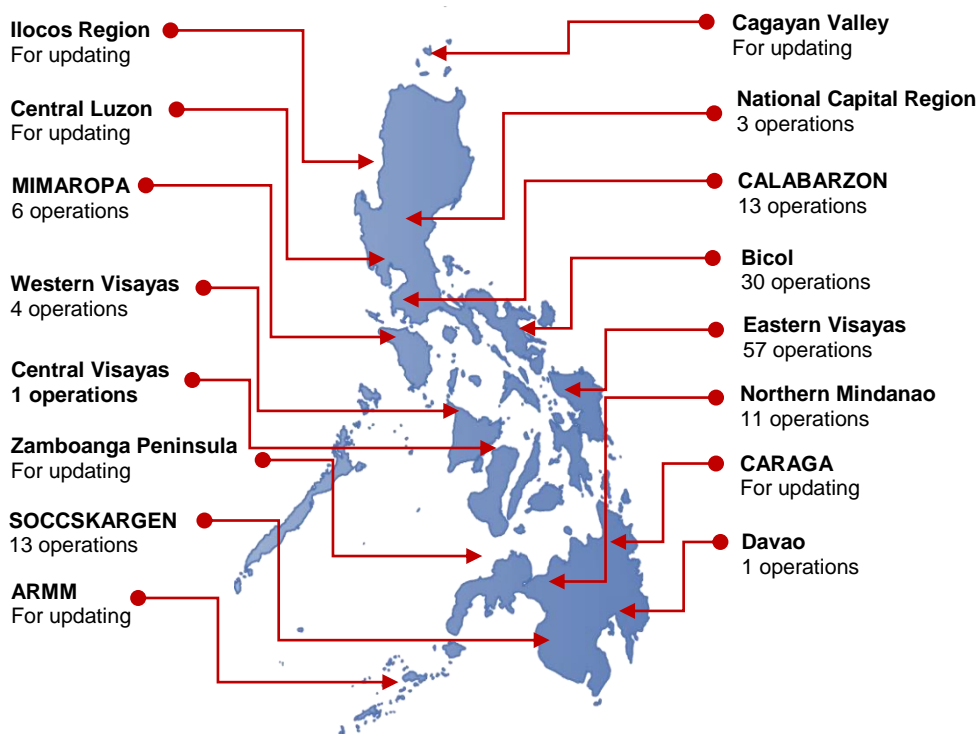 Ilocos Region
For updating
Central Luzon
For updating
MIMAROPA
6 operations
Western Visayas
4 operations
Central Visayas
1 operations
Zamboanga Peninsula
For updating
SOCCSKARGEN
13 operations
ARMM
For updating
Cagayan Valley
For updating
National Capital Region
3 operations
CALABARZON
13 operations
Bicol
30 operations
Eastern Visayas
57 operations
Northern Mindanao
11 operations
CARAGA
For updating
Davao
1 operations